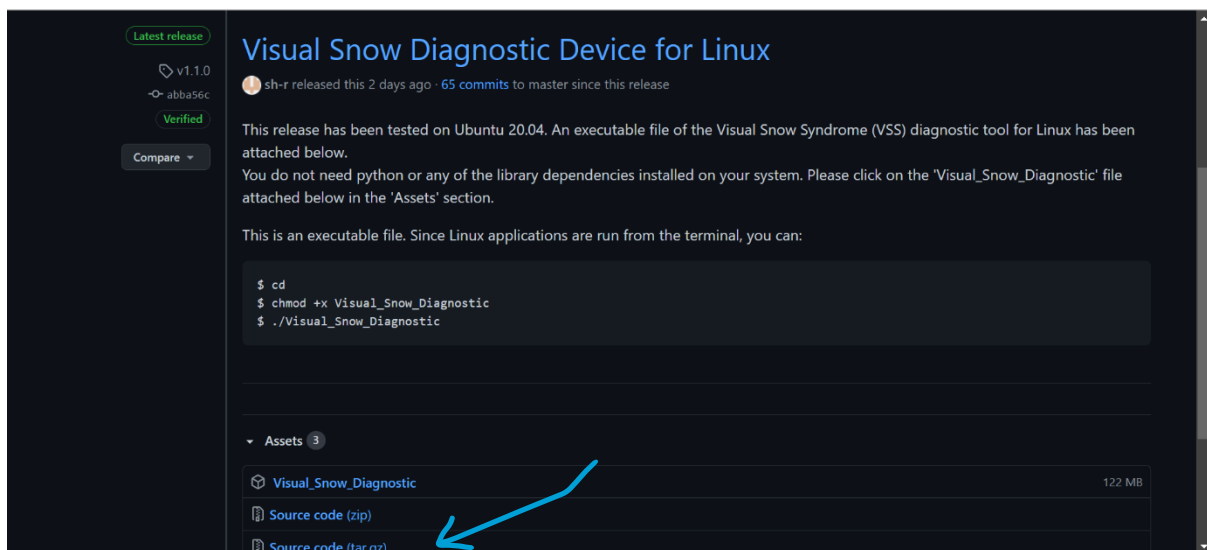 Latest release
v1.1.0
abba56c
Verified
Compare
Visual Snow Diagnostic Device for Linux
sh-r released this 2 days ago · 65 commits to master since this release
This release has been tested on Ubuntu 20.04. An executable file of the Visual Snow Syndrome (VSS) diagnostic tool for Linux has been
attached below.
You do not need python or any of the library dependencies installed on your system. Please click on the 'Visual_Snow_Diagnostic' file
attached below in the 'Assets' section.
This is an executable file. Since Linux applications are run from the terminal, you can:
$ cd
$ chmod +x Visual_Snow_Diagnostic
$ ./Visual_Snow_Diagnostic
Assets 3
Visual_Snow_Diagnostic 122 MB
Source code (zip)
Source code (tar.gz)